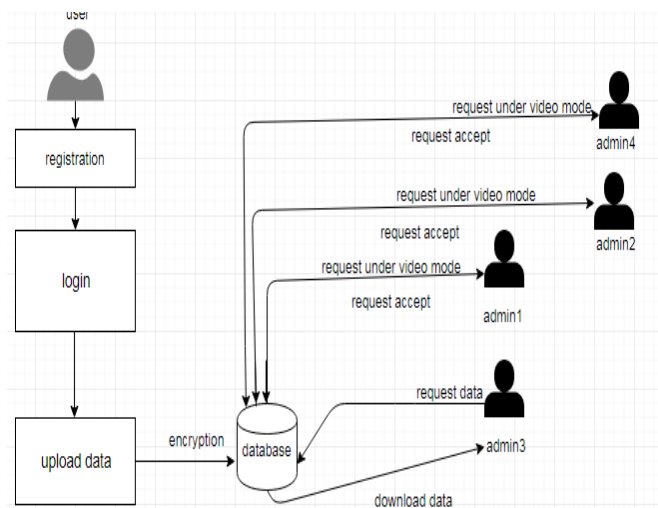 user
request under video mode
request accept
admin4
registration
request under video mode
request accept
admin2
login
request under video mode
request accept
admin1
request data
encryption
database
admin3
upload data
download data